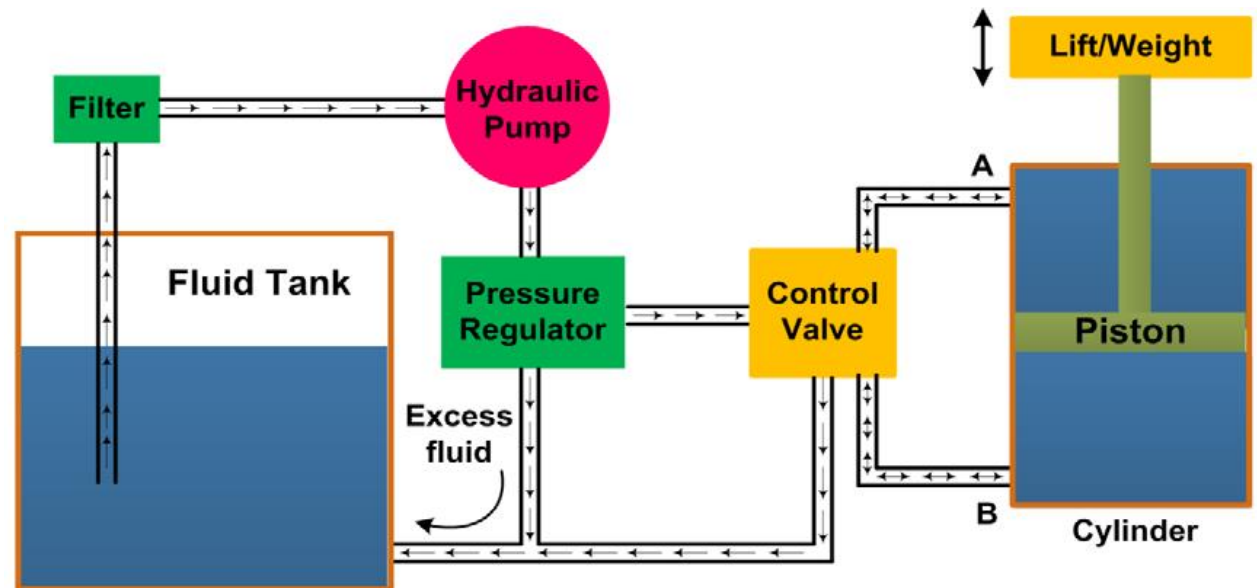 Lift/Weight
Filter
Hydraulic
Pump
A
Fluid Tank
Pressure
Regulator
Control
Valve
Piston
Excess
fluid
B
Cylinder